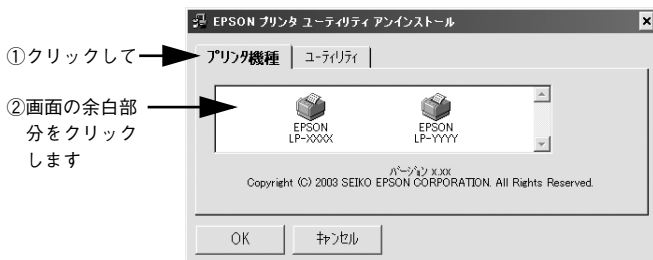 EPSON プリンタ ユーティリティ アンインストール
①クリックして
プリンタ機種
ユーティリティ
②画面の余白部
分をクリック
します
EPSON
LP-XXXX
EPSON
LP-YYYY
バージョン x.xx
Copyright (C) 2003 SEIKO EPSON CORPORATION. All Rights Reserved.
OK
キャンセル